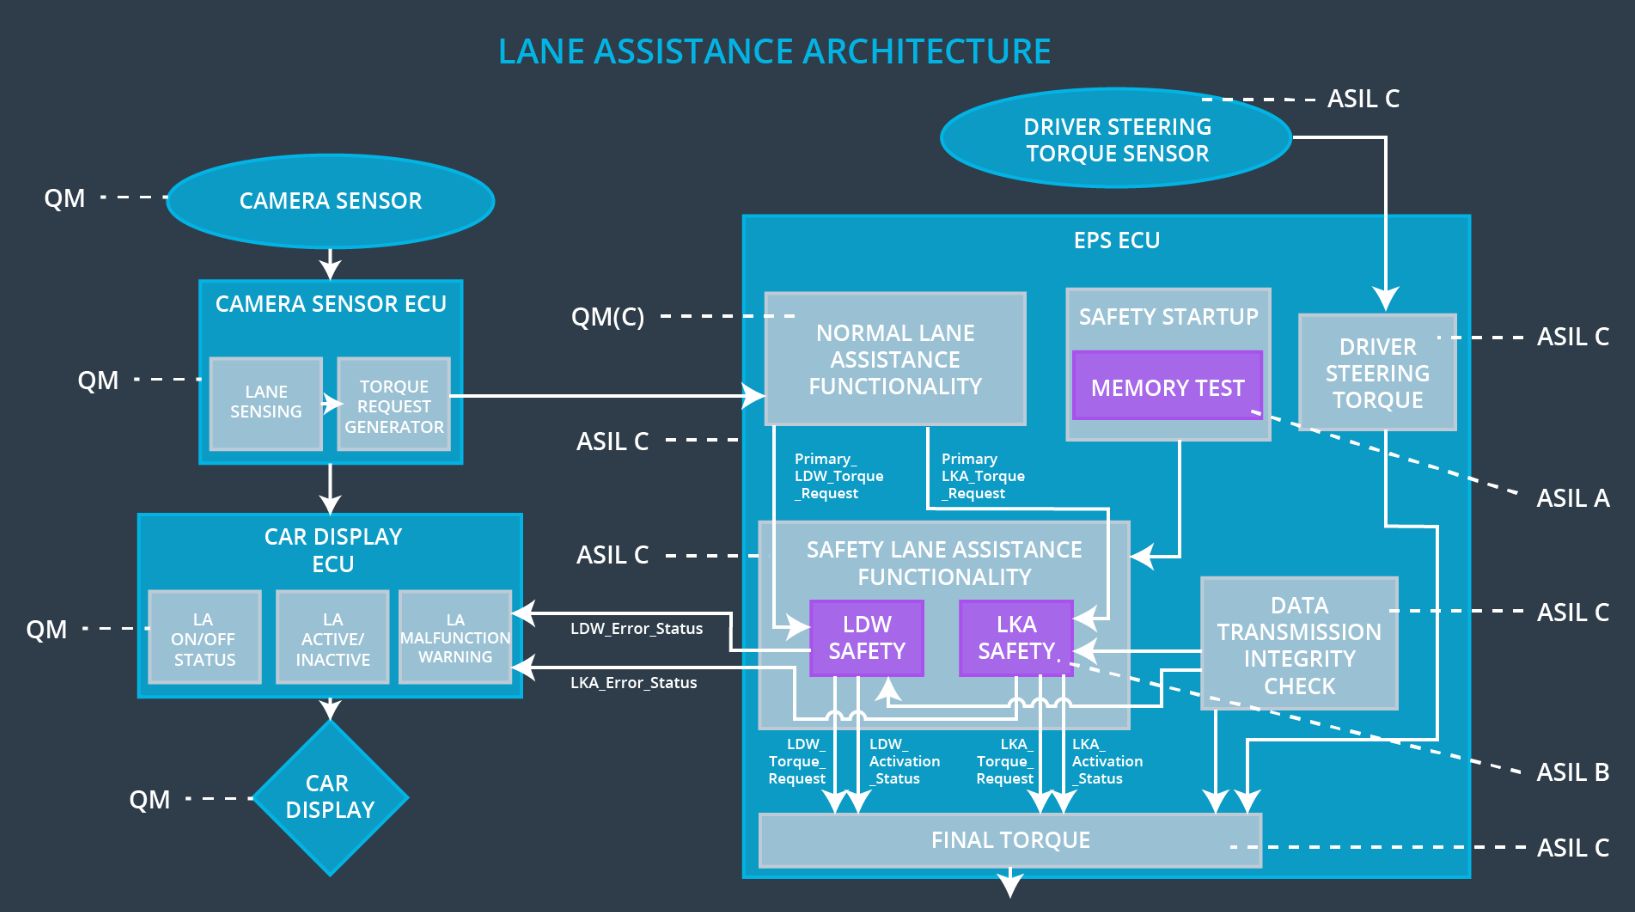 LANE ASSISTANCE ARCHITECTURE
ASIL C
DRIVER STEERING
TORQUE SENSOR
QM
CAMERA SENSOR
EPS ECU
CAMERA SENSOR ECU
QM
LANE
SENSING
TORQUE
REQUEST
GENERATOR
QM(C)
NORMAL LANE
ASSISTANCE
FUNCTIONALITY
SAFETY STARTUP
MEMORY TEST
DRIVER
STEERING
TORQUE
ASIL C
ASIL C
ASIL A
Primary_
LDW_Torque
_Request
Primary
LKA_Torque
_Request
CAR DISPLAY
ECU
ASIL C
SAFETY LANE ASSISTANCE
FUNCTIONALITY
QM
LA
ON/OFF
STATUS
LA
ACTIVE/
INACTIVE
LA
MALFUNCTION
WARNING
LDW_Error_Status
LKA_Error_Status
LDW
SAFETY
LKA
SAFETY
DATA
TRANSMISSION
INTEGRITY
CHECK
ASIL C
LDW_
Torque_
Request
LDW_
Activation
_Status
LKA_
Torque_
Request
LKA_
Activation
_Status
ASIL B
QM
CAR
DISPLAY
FINAL TORQUE
ASIL C